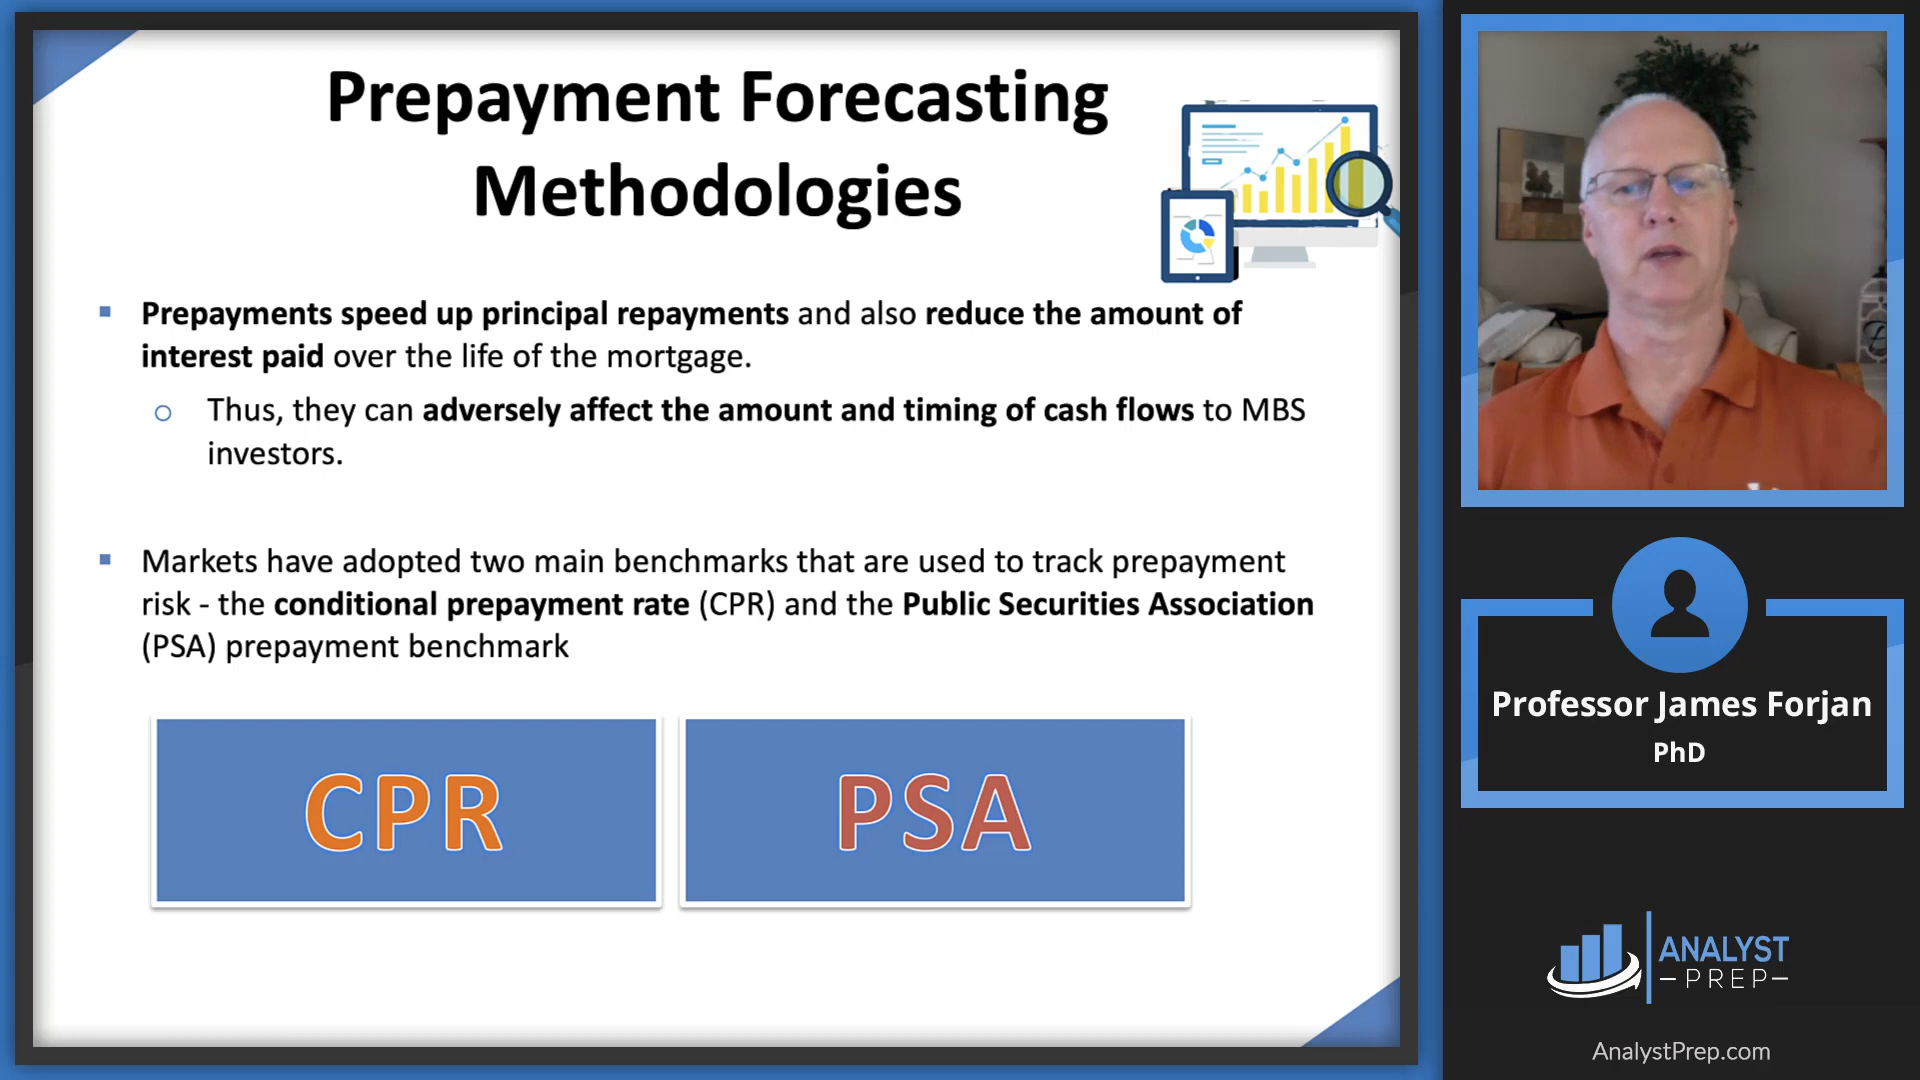 Prepayment Forecasting
Methodologies
Prepayments speed up principal repayments and also reduce the amount of
interest paid over the life of the mortgage.
Thus, they can adversely affect the amount and timing of cash flows to MBS
investors.
Markets have adopted two main benchmarks that are used to track prepayment
risk - the conditional prepayment rate (CPR) and the Public Securities Association
(PSA) prepayment benchmark
CPR
PSA
Professor James Forjan
PhD
ANALYST
PREP
AnalystPrep.com